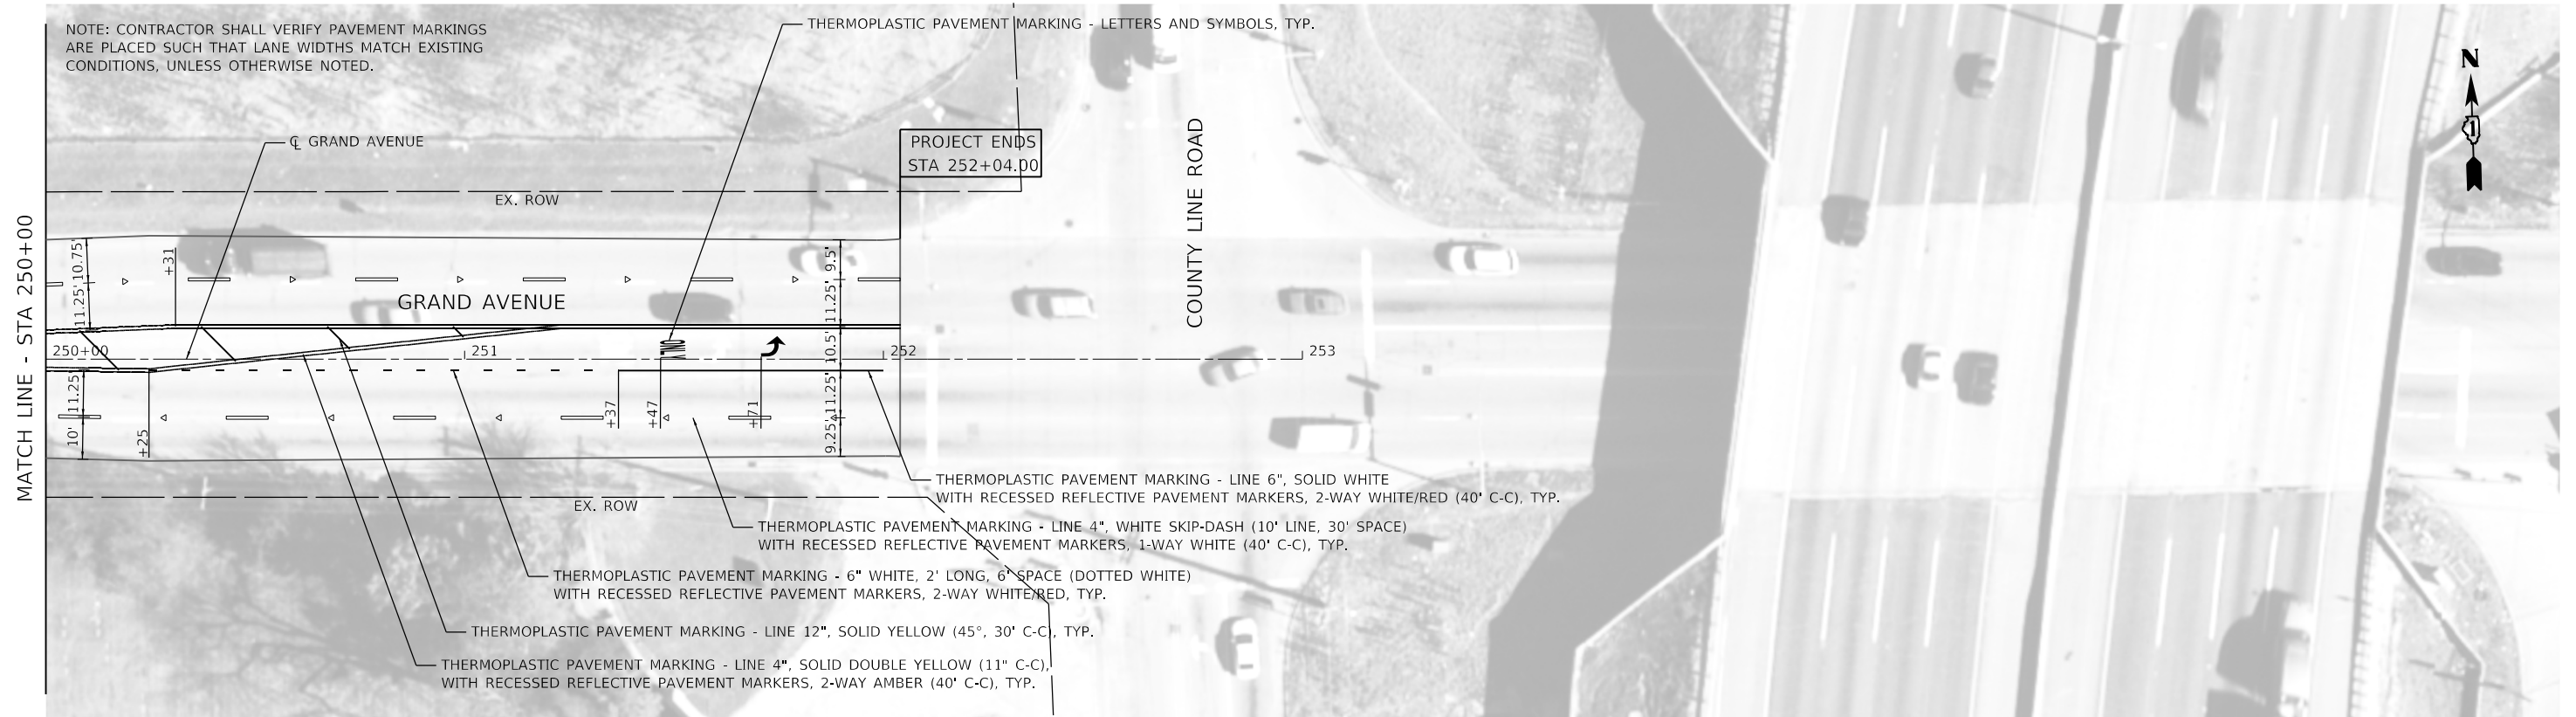 NOTE: CONTRACTOR SHALL VERIFY PAVEMENT MARKINGS
ARE PLACED SUCH THAT LANE WIDTHS MATCH EXISTING
CONDITIONS, UNLESS OTHERWISE NOTED.
THERMOPLASTIC PAVEMENT MARKING - LETTERS AND SYMBOLS, TYP.
N
1
℄ GRAND AVENUE
PROJECT ENDS
STA 252+04.00
COUNTY LINE ROAD
EX. ROW
MATCH LINE - STA 250+00
10.75'
11.25'
+31
9.5'
11.25'
GRAND AVENUE
250+00
251
252
253
10.5'
11.25'
9.25'
11.25'
10'
+25
+37
+47
+71
EX. ROW
THERMOPLASTIC PAVEMENT MARKING - LINE 6", SOLID WHITE
WITH RECESSED REFLECTIVE PAVEMENT MARKERS, 2-WAY WHITE/RED (40' C-C), TYP.
THERMOPLASTIC PAVEMENT MARKING - LINE 4", WHITE SKIP-DASH (10' LINE, 30' SPACE)
WITH RECESSED REFLECTIVE PAVEMENT MARKERS, 1-WAY WHITE (40' C-C), TYP.
THERMOPLASTIC PAVEMENT MARKING - 6" WHITE, 2' LONG, 6' SPACE (DOTTED WHITE)
WITH RECESSED REFLECTIVE PAVEMENT MARKERS, 2-WAY WHITE/RED, TYP.
THERMOPLASTIC PAVEMENT MARKING - LINE 12", SOLID YELLOW (45°, 30' C-C), TYP.
THERMOPLASTIC PAVEMENT MARKING - LINE 4", SOLID DOUBLE YELLOW (11" C-C),
WITH RECESSED REFLECTIVE PAVEMENT MARKERS, 2-WAY AMBER (40' C-C), TYP.